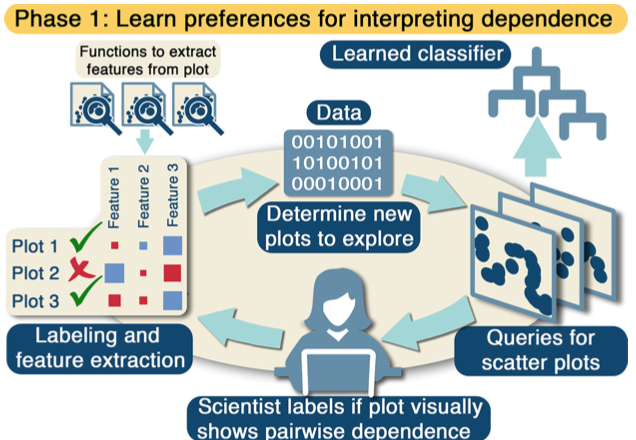 Phase 1: Learn preferences for interpreting dependence
Functions to extract
features from plot
Learned classifier
Data
00101001
10100101
00010001
Determine new
plots to explore
Feature 1
Feature 2
Feature 3
Plot 1
Plot 2
Plot 3
Labeling and
feature extraction
Queries for
scatter plots
Scientist labels if plot visually
shows pairwise dependence